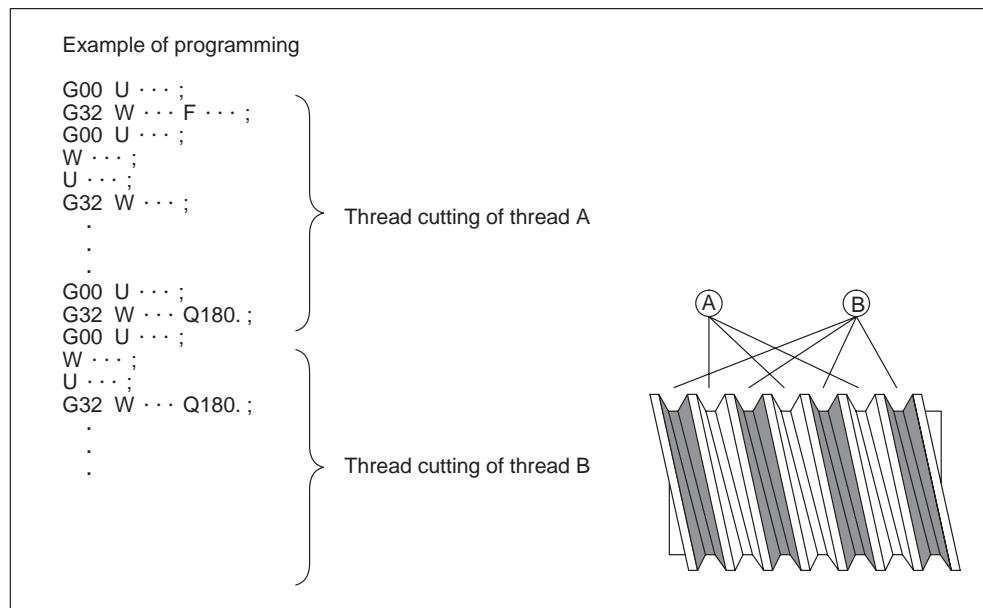 Example of programming
G00 U ··· ;
G32 W ··· F ··· ;
G00 U ··· ;
W ··· ;
U ··· ;
G32 W ··· ;
.
.
.
G00 U ··· ;
G32 W ··· Q180. ;
G00 U ··· ;
W ··· ;
U ··· ;
G32 W ··· Q180. ;
.
.
.
Thread cutting of thread A
Thread cutting of thread B
A
B